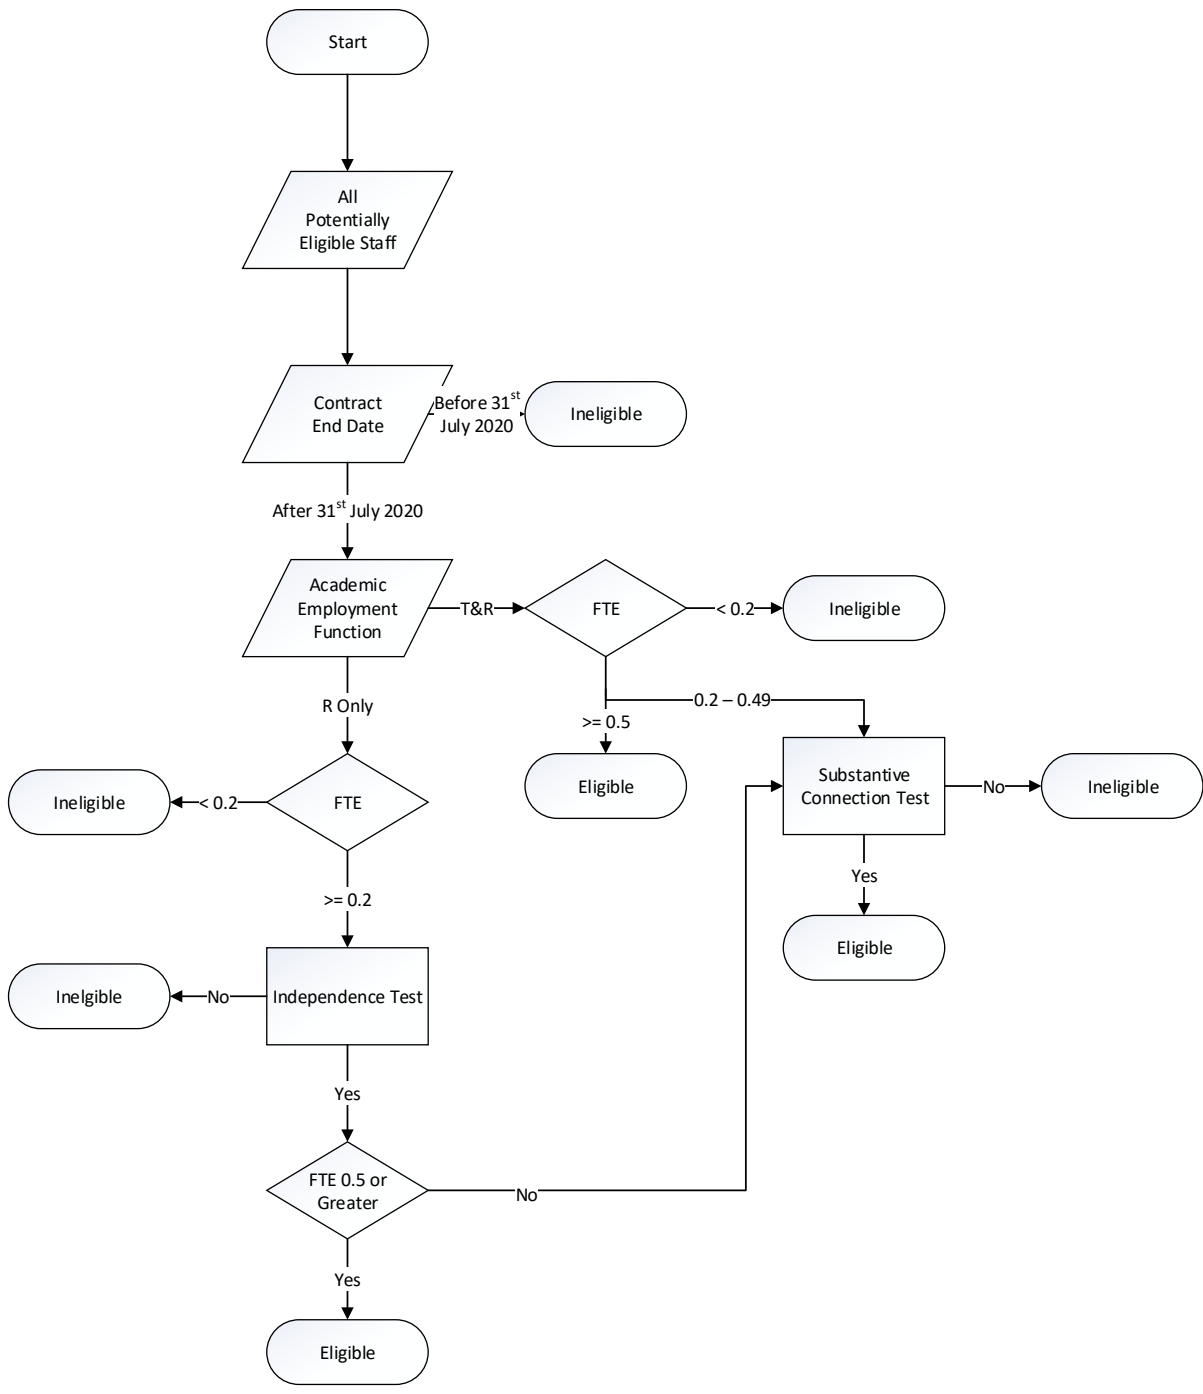 Start
All
Potentially
Eligible Staff
Contract
End Date
Before 31st
July 2020
Ineligible
After 31st July 2020
Academic
Employment
Function
T&R
FTE
< 0.2
Ineligible
R Only
0.2 – 0.49
>= 0.5
Ineligible
< 0.2
FTE
Eligible
Substantive
Connection Test
No
Ineligible
>= 0.2
Yes
Eligible
Inelgible
No
Independence Test
Yes
FTE 0.5 or
Greater
No
Yes
Eligible